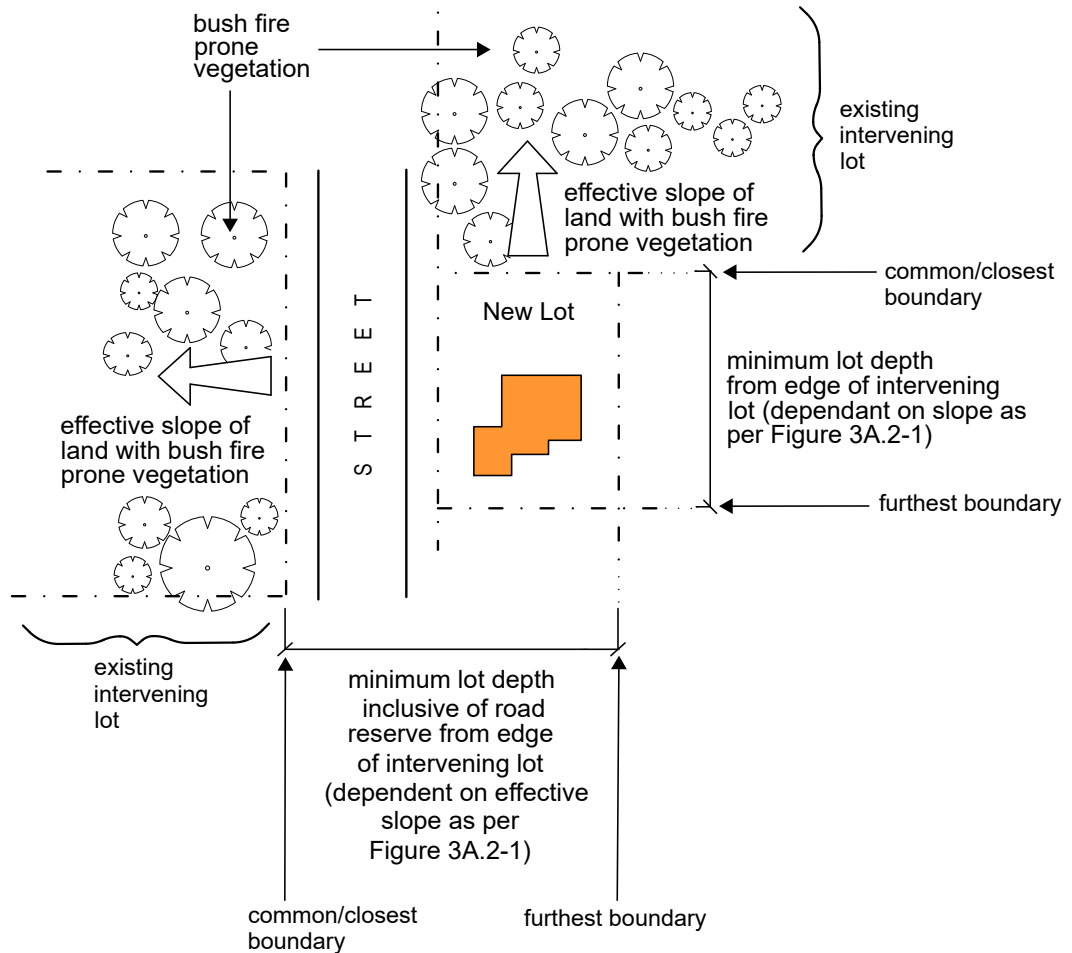 bush fire
prone
vegetation
existing
intervening
lot
effective slope of
land with bush fire
prone vegetation
common/closest
boundary
New Lot
STREET
minimum lot depth
from edge of intervening
lot (dependant on slope as
per Figure 3A.2-1)
effective slope of
land with bush fire
prone vegetation
furthest boundary
existing
intervening
lot
minimum lot depth
inclusive of road
reserve from edge
of intervening lot
(dependent on effective
slope as per
Figure 3A.2-1)
common/closest
boundary
furthest boundary